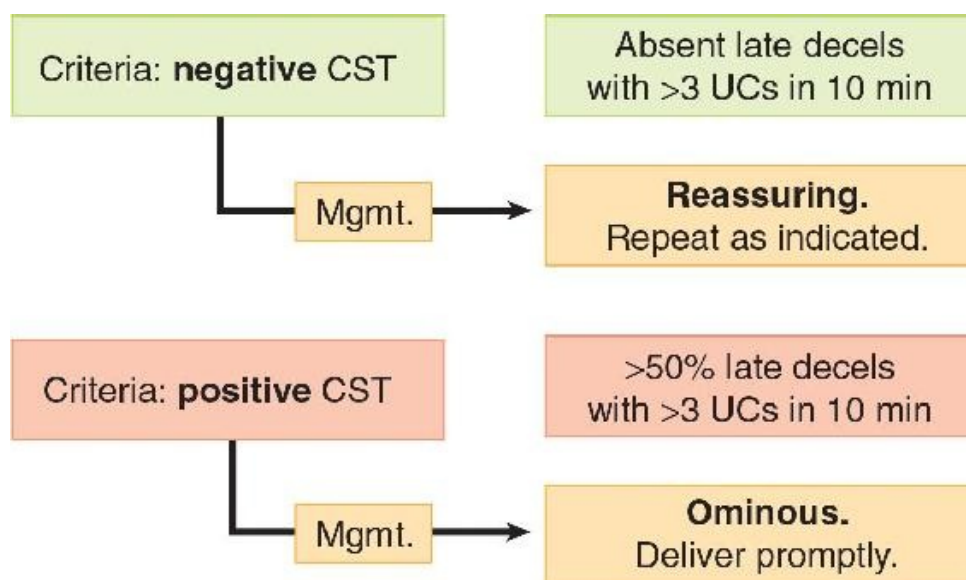 Criteria: negative CST
Absent late decels
with >3 UCs in 10 min
Mgmt.
Reassuring.
Repeat as indicated.
Criteria: positive CST
>50% late decels
with >3 UCs in 10 min
Mgmt.
Ominous.
Deliver promptly.